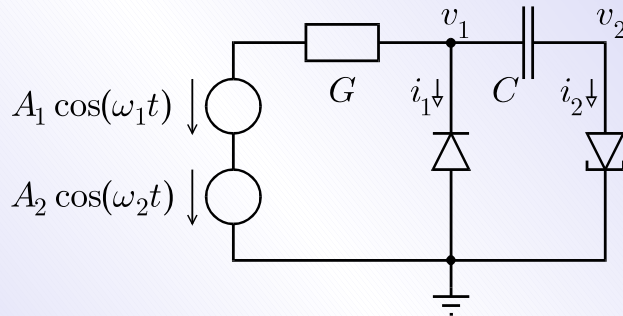 v₁
v₂
G
i₁
C
i₂
A₁ cos(ω₁t)
A₂ cos(ω₂t)